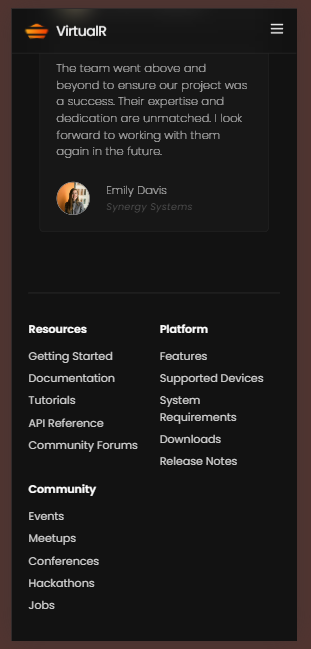 VirtualR
The team went above and
beyond to ensure our project was
a success. Their expertise and
dedication are unmatched. I look
forward to working with them
again in the future.
Emily Davis
Synergy Systems
Resources
Getting Started
Documentation
Tutorials
API Reference
Community Forums
Platform
Features
Supported Devices
System
Requirements
Downloads
Release Notes
Community
Events
Meetups
Conferences
Hackathons
Jobs